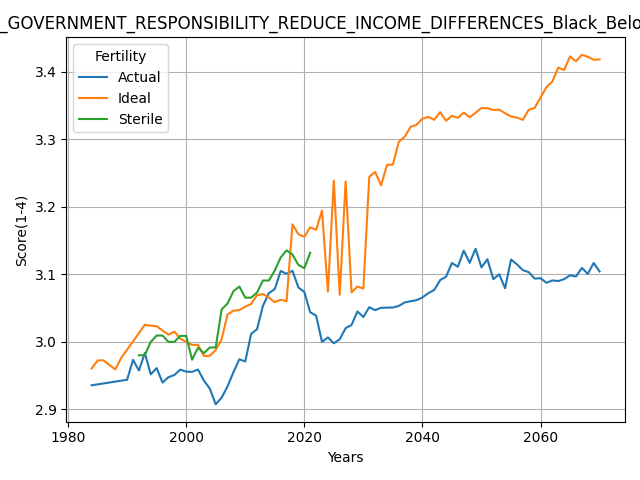 _GOVERNMENT_RESPONSIBILITY_REDUCE_INCOME_DIFFERENCES_Black_Belo
Fertility
Actual
Ideal
Sterile
Score(1-4)
3.4
3.3
3.2
3.1
3.0
2.9
1980 2000 2020 2040 2060
Years